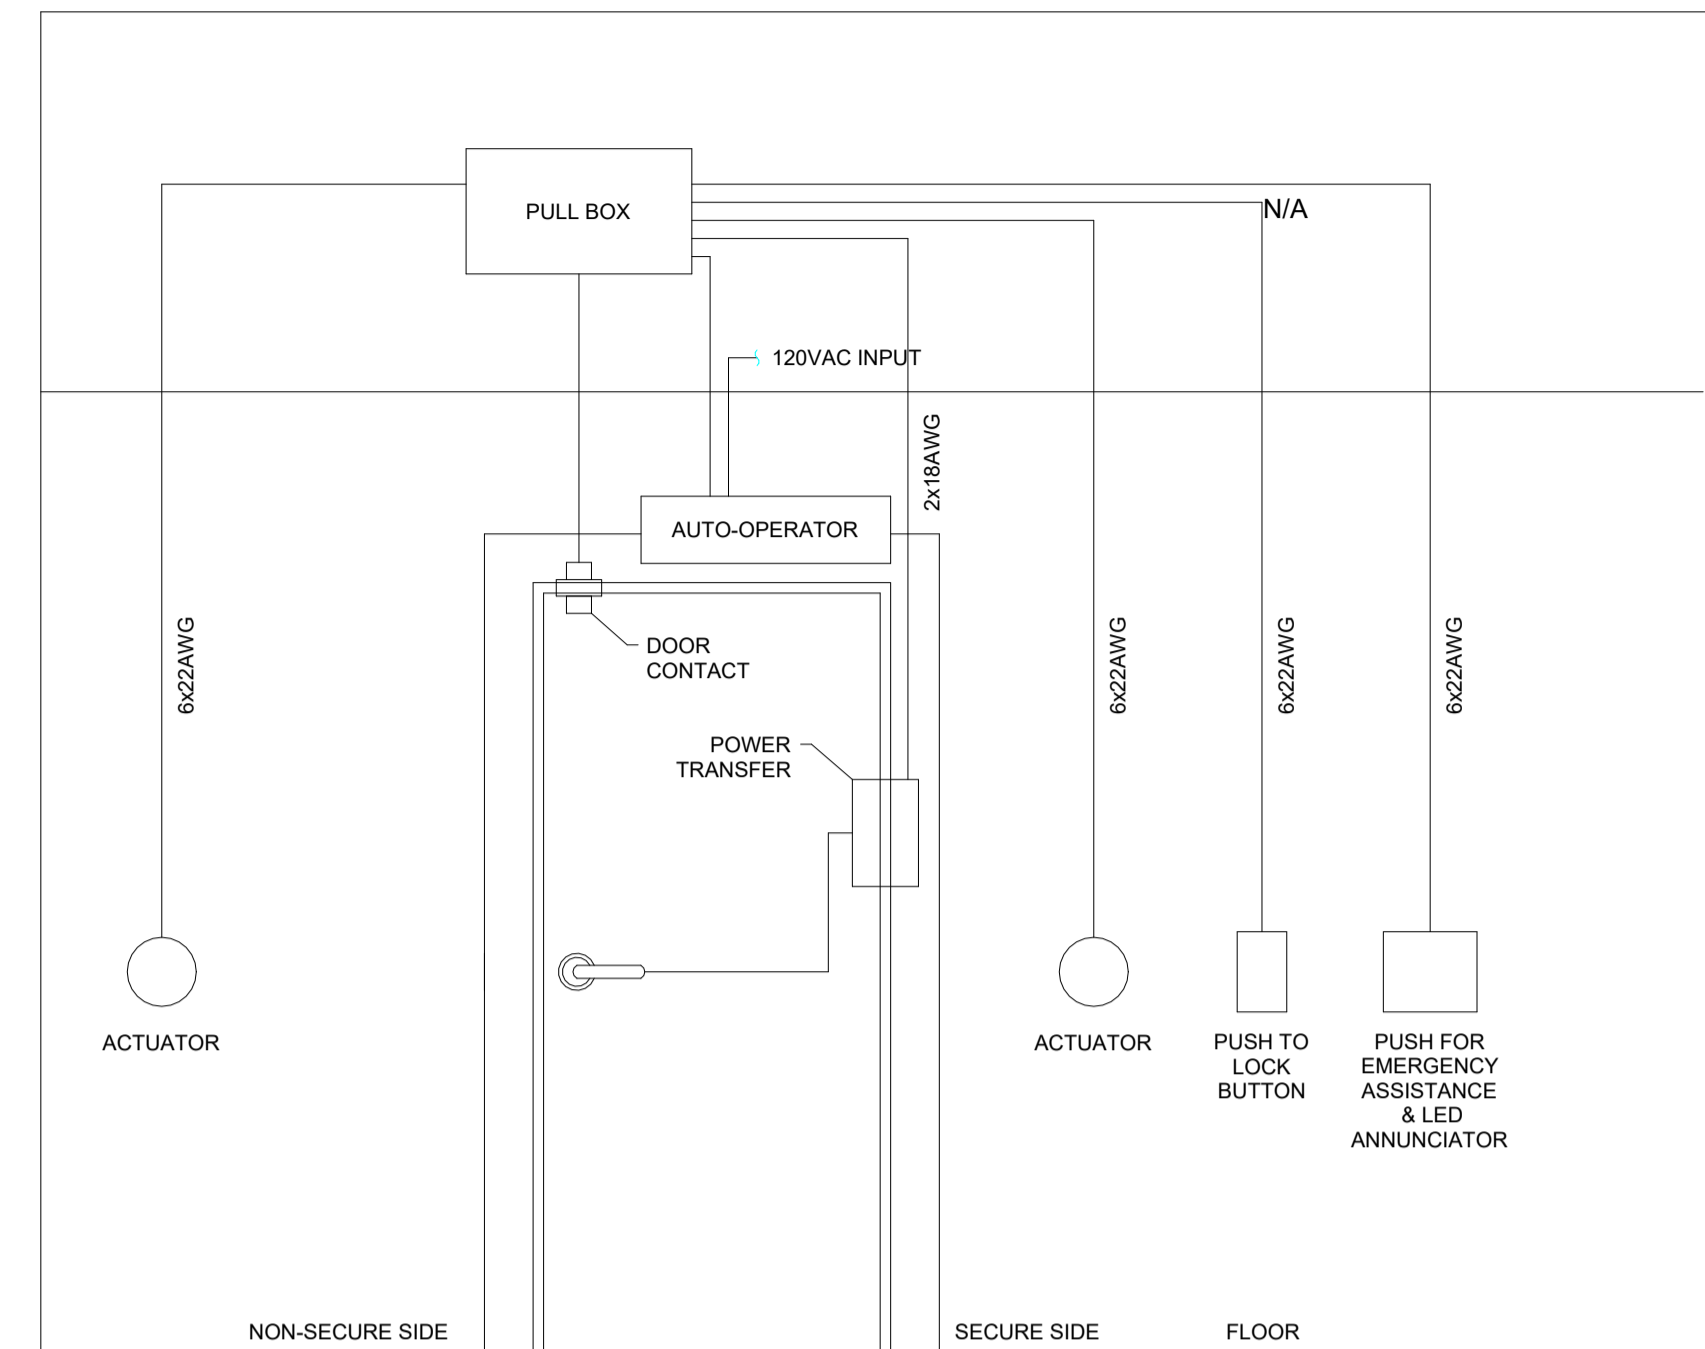 PULL BOX
N/A
120VAC INPUT
2x18AWG
AUTO-OPERATOR
DOOR
CONTACT
6x22AWG
6x22AWG
6x22AWG
6x22AWG
POWER
TRANSFER
ACTUATOR
ACTUATOR
PUSH TO
LOCK
BUTTON
PUSH FOR
EMERGENCY
ASSISTANCE
& LED
ANNUNCIATOR
NON-SECURE SIDE
SECURE SIDE
FLOOR